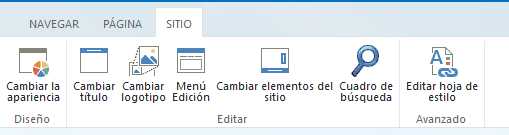 NAVEGAR PÁGINA SITIO
Cambiar la apariencia
Cambiar título
Cambiar logotipo
Menú Edición
Cambiar elementos del sitio
Cuadro de búsqueda
Editar hoja de estilo
Diseño Editar Avanzado